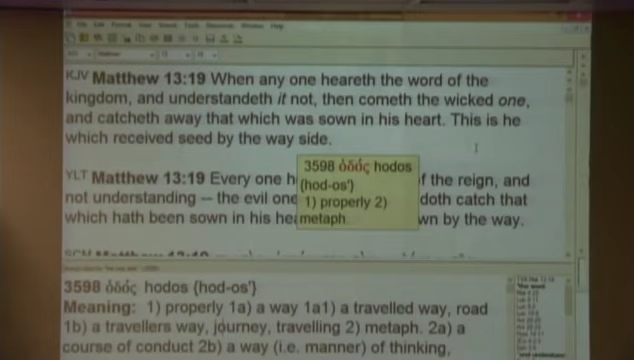 KJV Matthew 13:19 When any one heareth the word of the
kingdom, and understandeth it not, then cometh the wicked one,
and catcheth away that which was sown in his heart. This is he
which received seed by the way side.
YLT Matthew 13:19 Every one h
f the reign, and
not understanding -- the evil one
doth catch that
which hath been sown in his hea
wn by the way.
3598 ὁδός hodos
{hod-os'}
1) properly 2)
metaph.
3598 ὁδός hodos {hod-os'}
Meaning: 1) properly 1a) a way 1a1) a travelled way, road
1b) a travellers way, journey, travelling 2) metaph. 2a) a
course of conduct 2b) a way (i.e. manner) of thinking,